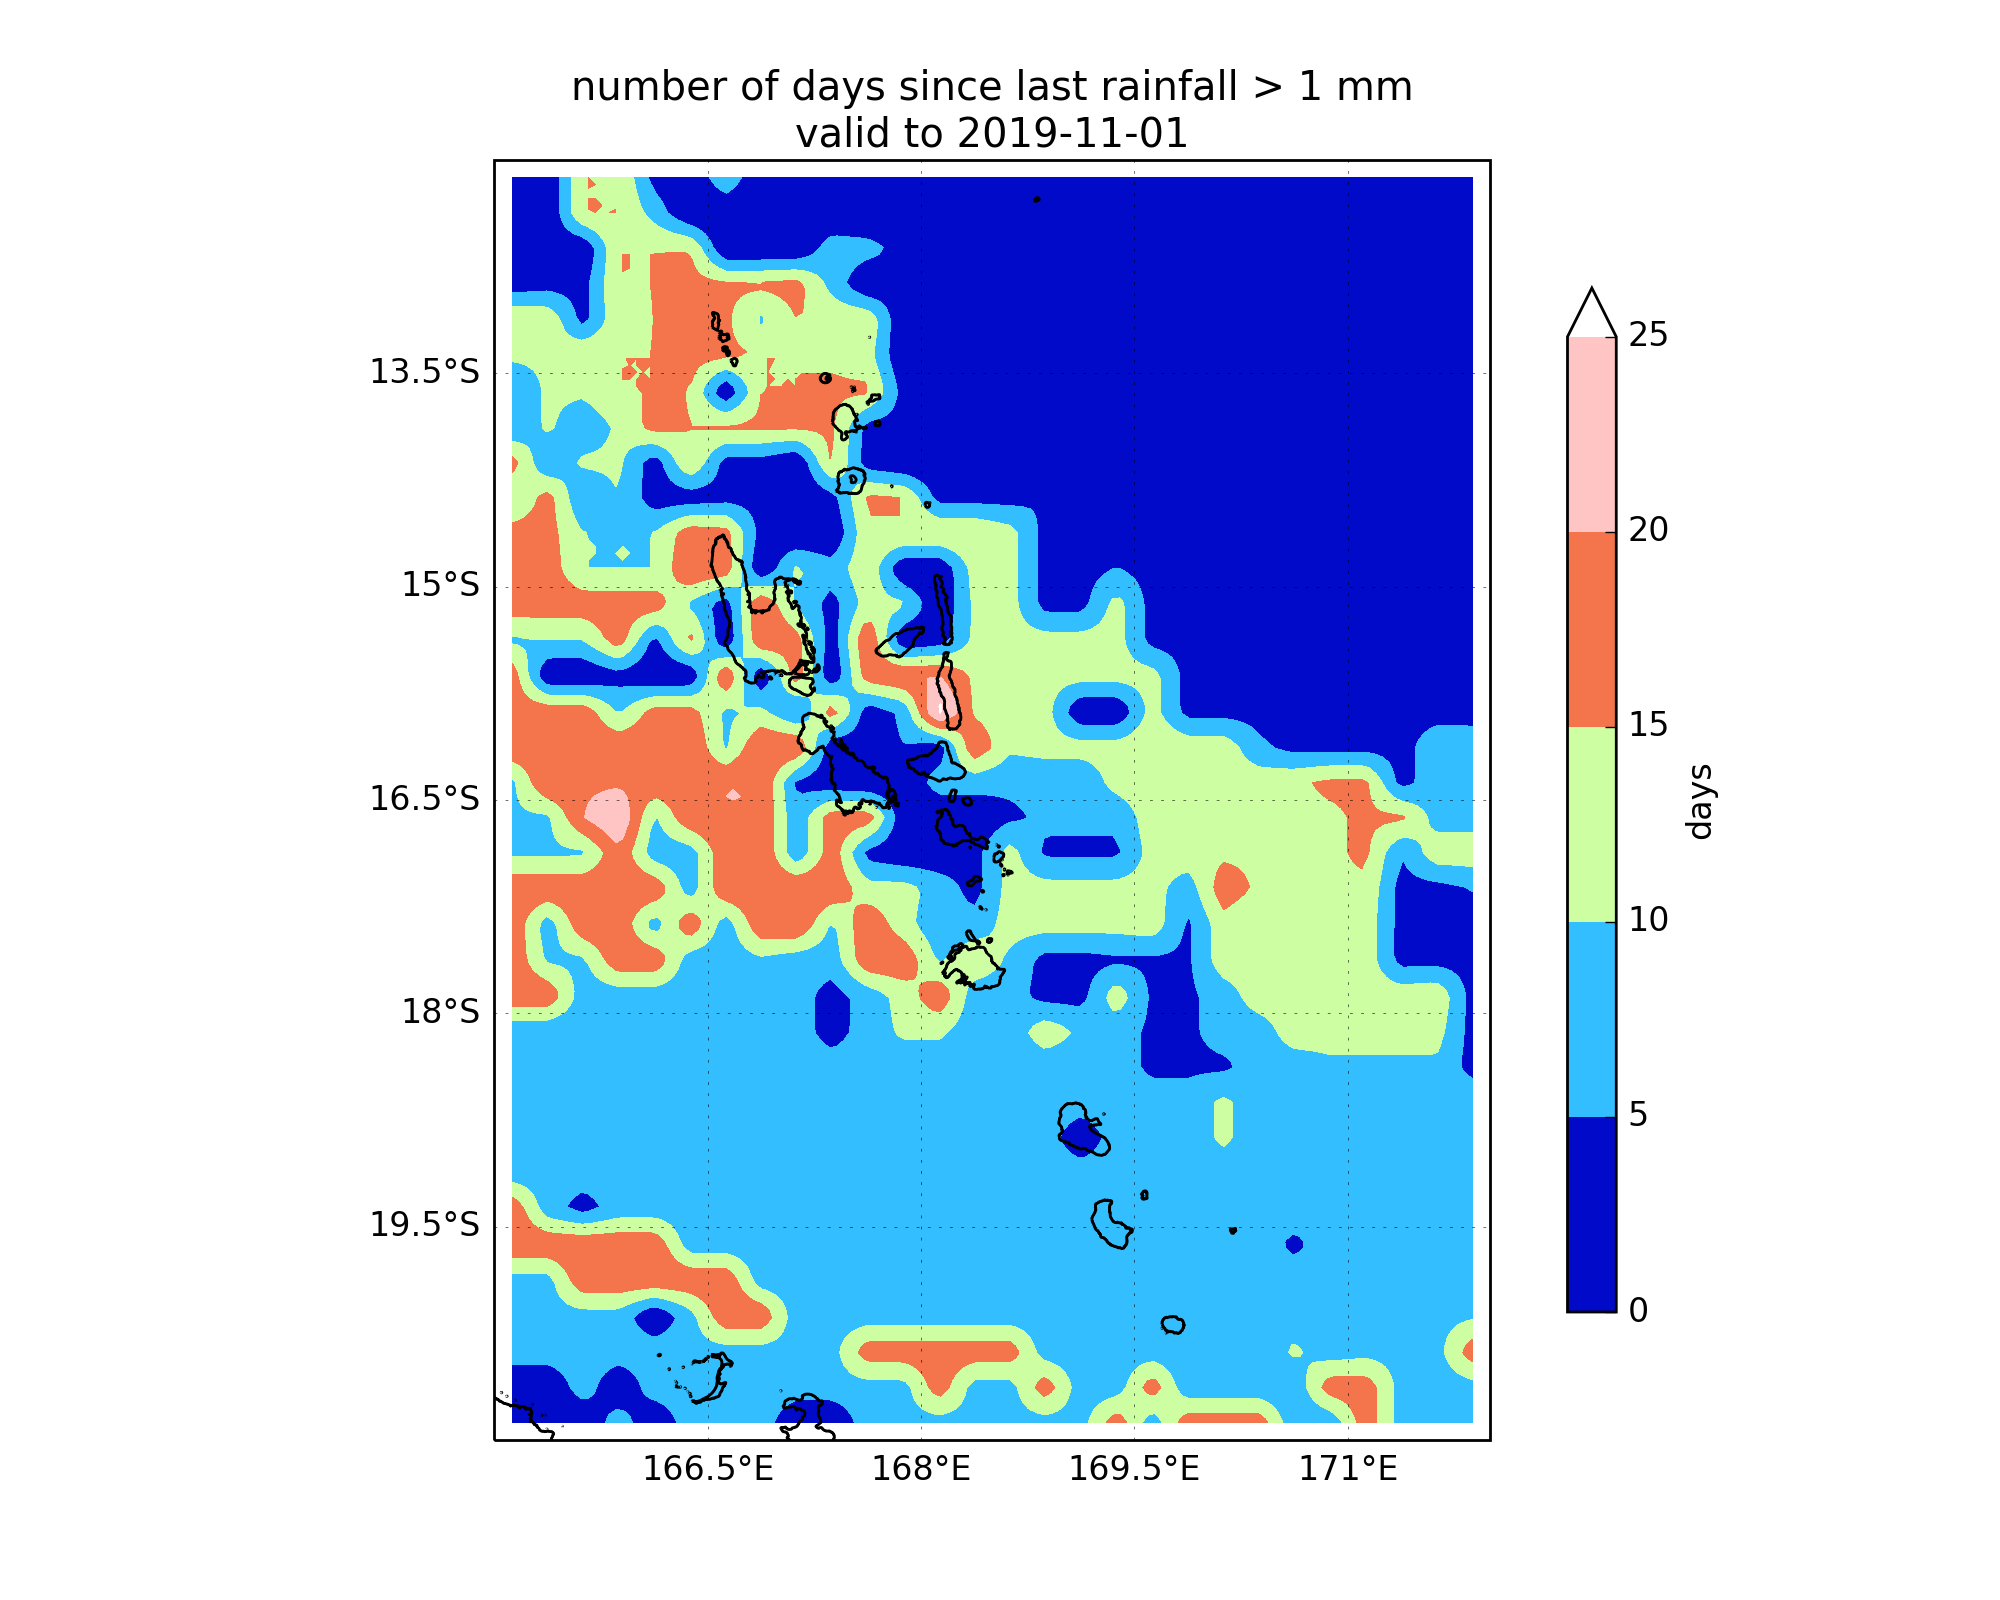 number of days since last rainfall > 1 mm
valid to 2019-11-01
13.5°S
15°S
16.5°S
18°S
19.5°S
166.5°E
168°E
169.5°E
171°E
25
20
15
10
5
0
days